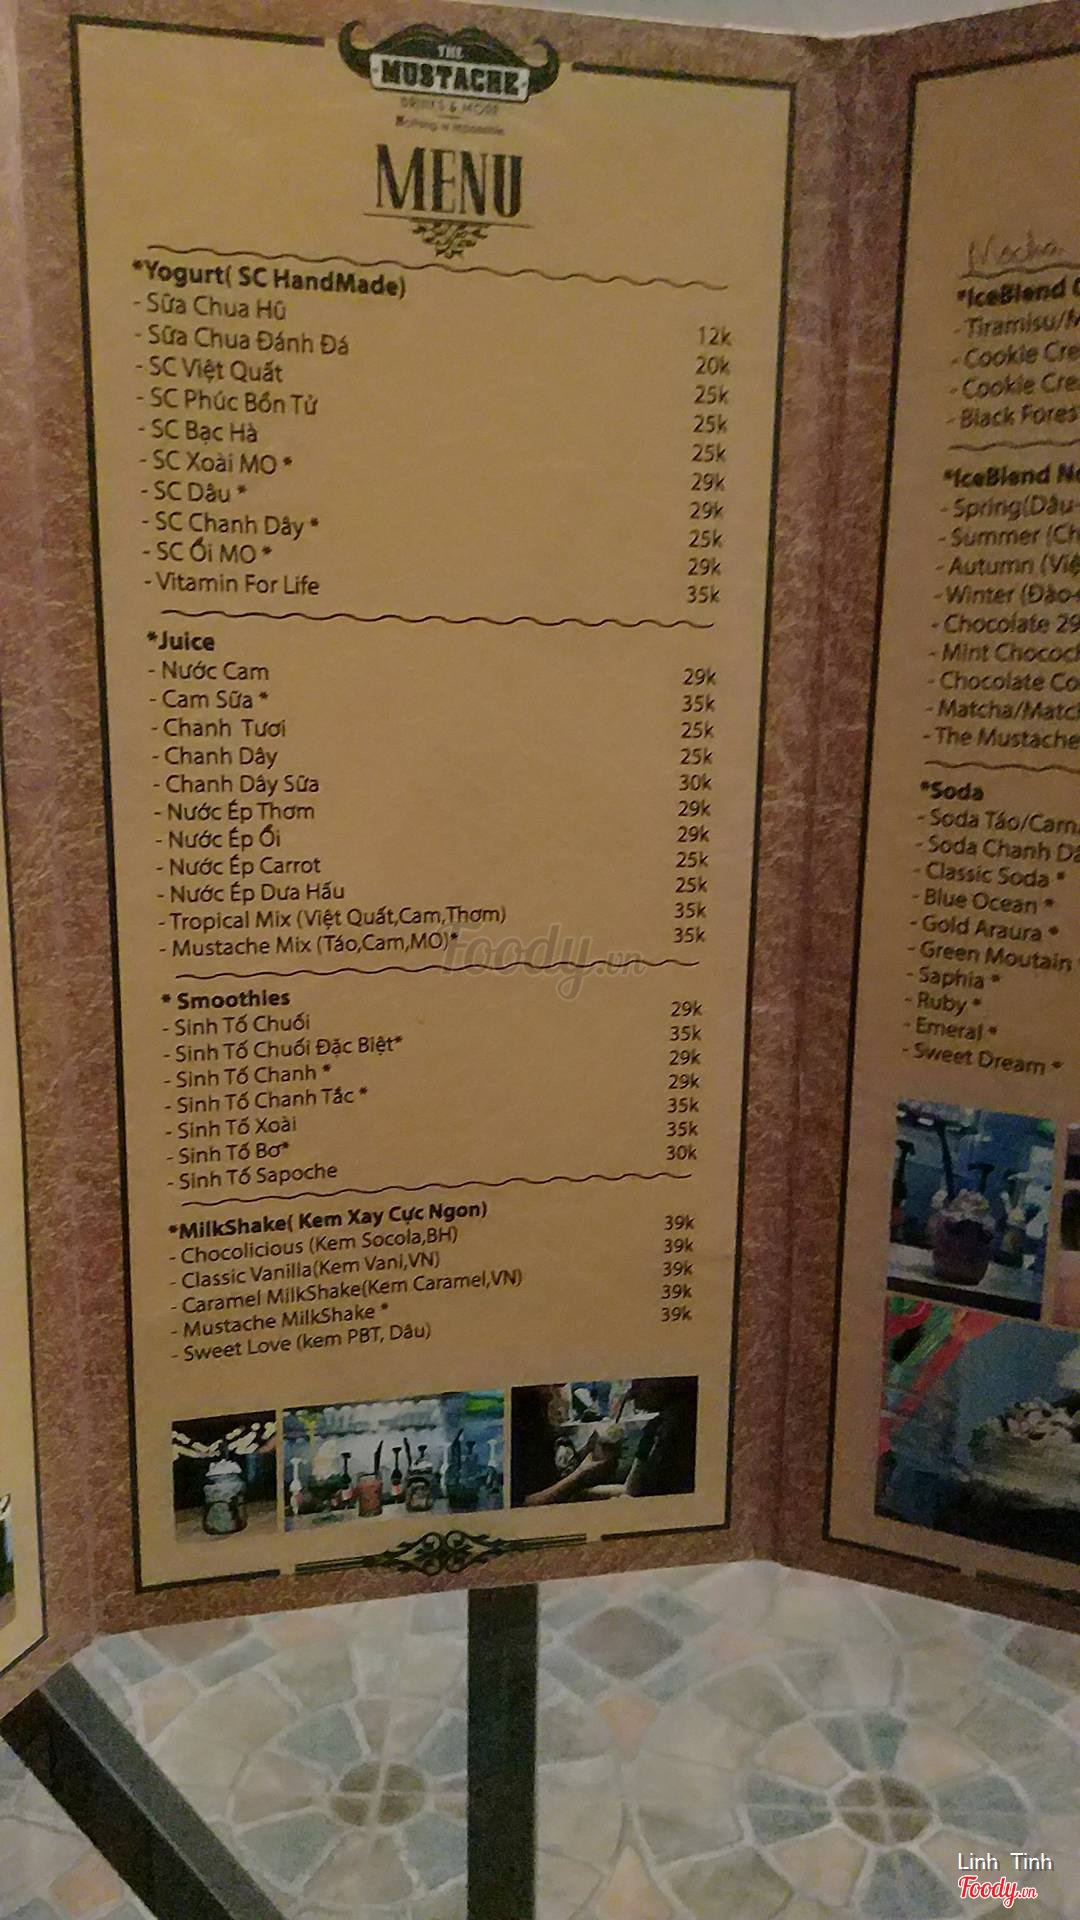 THE
MUSTACHE
DRINKS & MORE
MENU
*Yogurt( SC HandMade)
- Sữa Chua Hũ 12k
- Sữa Chua Đánh Đá 20k
- SC Việt Quất 25k
- SC Phúc Bồn Tử 25k
- SC Bạc Hà 25k
- SC Xoài MO * 29k
- SC Dâu * 29k
- SC Chanh Dây * 25k
- SC Ổi MO * 29k
- Vitamin For Life 35k
*Juice
- Nước Cam 29k
- Cam Sữa * 35k
- Chanh Tươi 25k
- Chanh Dây 25k
- Chanh Dây Sữa 30k
- Nước Ép Thơm 29k
- Nước Ép Ổi 29k
- Nước Ép Carrot 25k
- Nước Ép Dưa Hấu 25k
- Tropical Mix (Việt Quất,Cam,Thơm) 35k
- Mustache Mix (Táo,Cam,MO)* 35k
* Smoothies
- Sinh Tố Chuối 29k
- Sinh Tố Chuối Đặc Biệt* 35k
- Sinh Tố Chanh * 29k
- Sinh Tố Chanh Tắc * 29k
- Sinh Tố Xoài 35k
- Sinh Tố Bơ* 35k
- Sinh Tố Sapoche 30k
*MilkShake( Kem Xay Cực Ngon)
- Chocolicious (Kem Socola,BH) 39k
- Classic Vanilla(Kem Vani,VN) 39k
- Caramel MilkShake(Kem Caramel,VN) 39k
- Mustache MilkShake * 39k
- Sweet Love (kem PBT, Dâu) 39k
Mocha
*IceBlend
- Tiramisu/M
- Cookie Cre
- Cookie Cre
- Black Fores
*IceBlend
- Spring(Dâu
- Summer (Ch
- Autumn (Việ
- Winter (Đào
- Chocolate 29
- Mint Chococ
- Chocolate Co
- Matcha/Matc
- The Mustache
*Soda
- Soda Táo/Cam
- Soda Chanh
- Classic Soda *
- Blue Ocean *
- Gold Araura *
- Green Moutain
- Saphia *
- Ruby *
- Emeral *
- Sweet Dream *
Foody.vn
Linh Tinh
Foody.vn